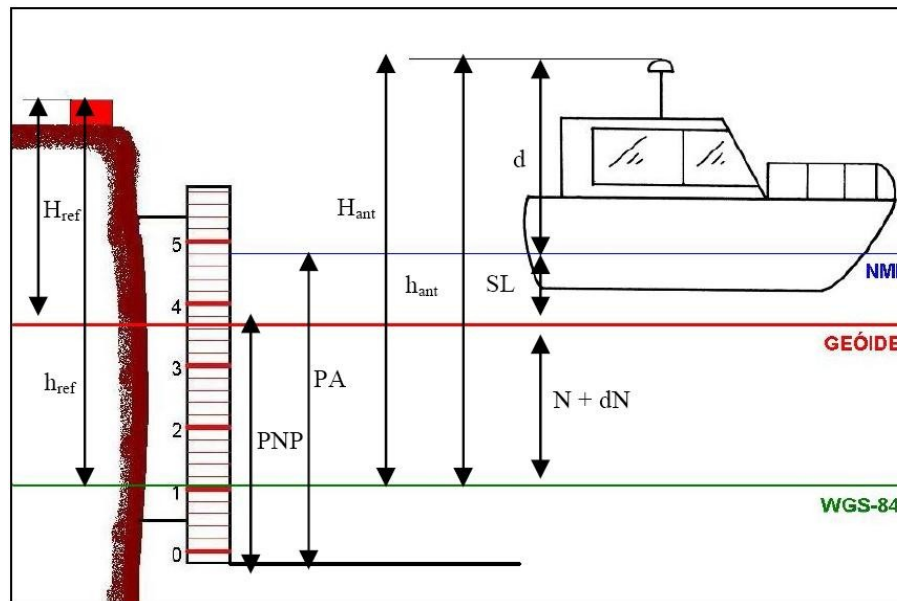 H_ref
h_ref
5
4
3
2
1
0
PNP
PA
H_ant
h_ant
d
SL
N + dN
GEÓIDE
WGS-84